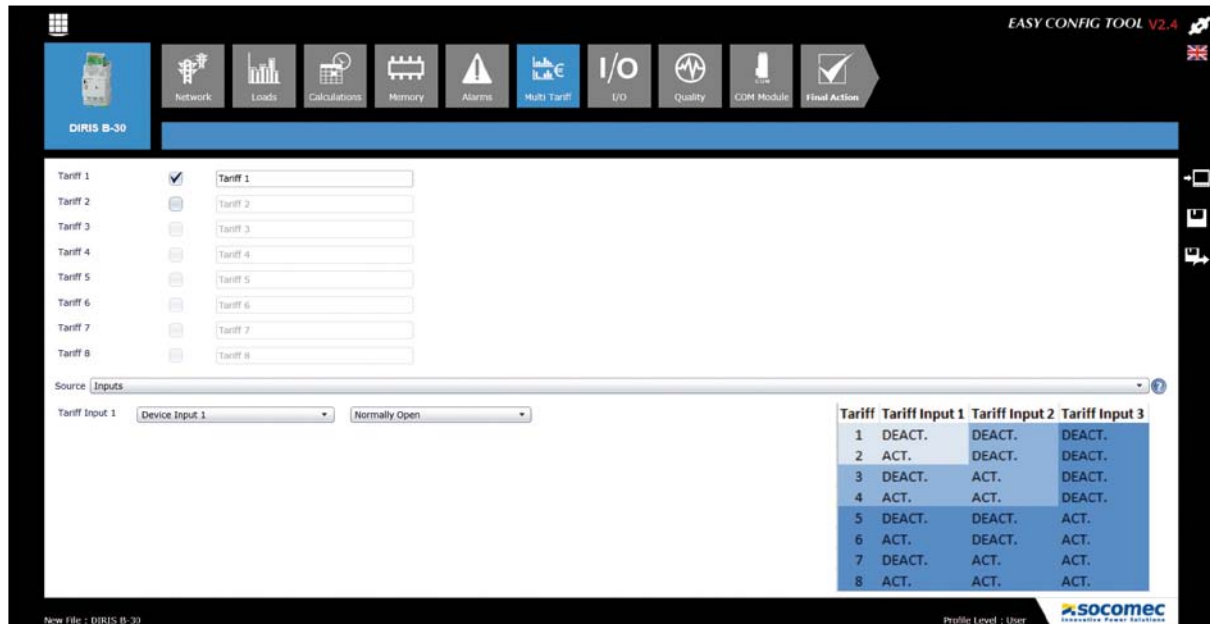 EASY CONFIG TOOL V2.4
Network
Loads
Calculations
Memory
Alarms
€
Multi Tariff
I/O
I/O
Quality
COM
COM Module
Final Action
DIRIS B-30
Tariff 1 Tariff 1
Tariff 2 Tariff 2
Tariff 3 Tariff 3
Tariff 4 Tariff 4
Tariff 5 Tariff 5
Tariff 6 Tariff 6
Tariff 7 Tariff 7
Tariff 8 Tariff 8
Source Inputs ?
Tariff Input 1 Device Input 1 Normally Open
Tariff Tariff Input 1 Tariff Input 2 Tariff Input 3
1 DEACT. DEACT. DEACT.
2 ACT. DEACT. DEACT.
3 DEACT. ACT. DEACT.
4 ACT. ACT. DEACT.
5 DEACT. DEACT. ACT.
6 ACT. DEACT. ACT.
7 DEACT. ACT. ACT.
8 ACT. ACT. ACT.
New File : DIRIS B-30
Profile Level : User
socomec
Innovative Power Solutions